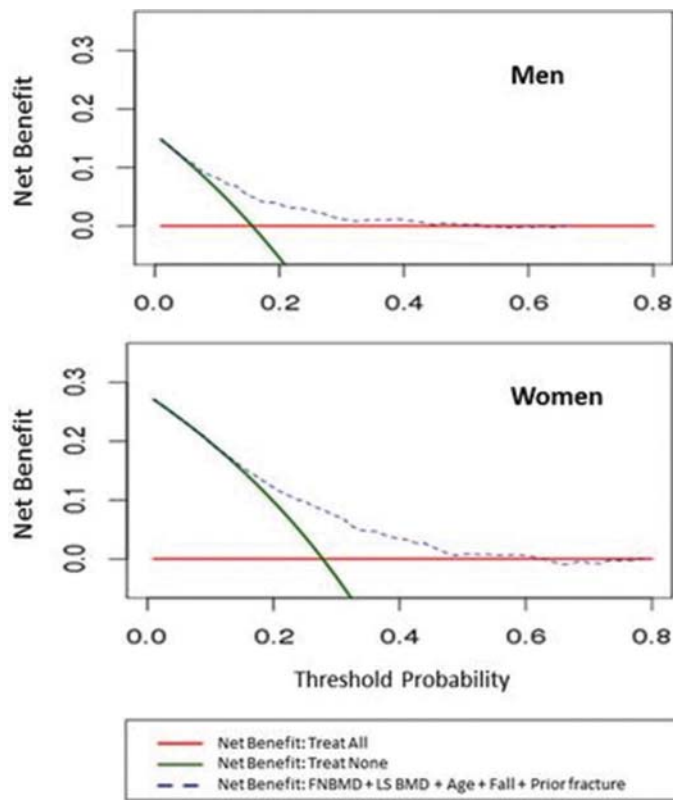 Men
Net Benefit
0.3
0.2
0.1
0.0
0.0 0.2 0.4 0.6 0.8
Women
Net Benefit
0.3
0.2
0.1
0.0
0.0 0.2 0.4 0.6 0.8
Threshold Probability
Net Benefit: Treat All
Net Benefit: Treat None
Net Benefit: FNBMD + LS BMD + Age + Fall + Prior fracture